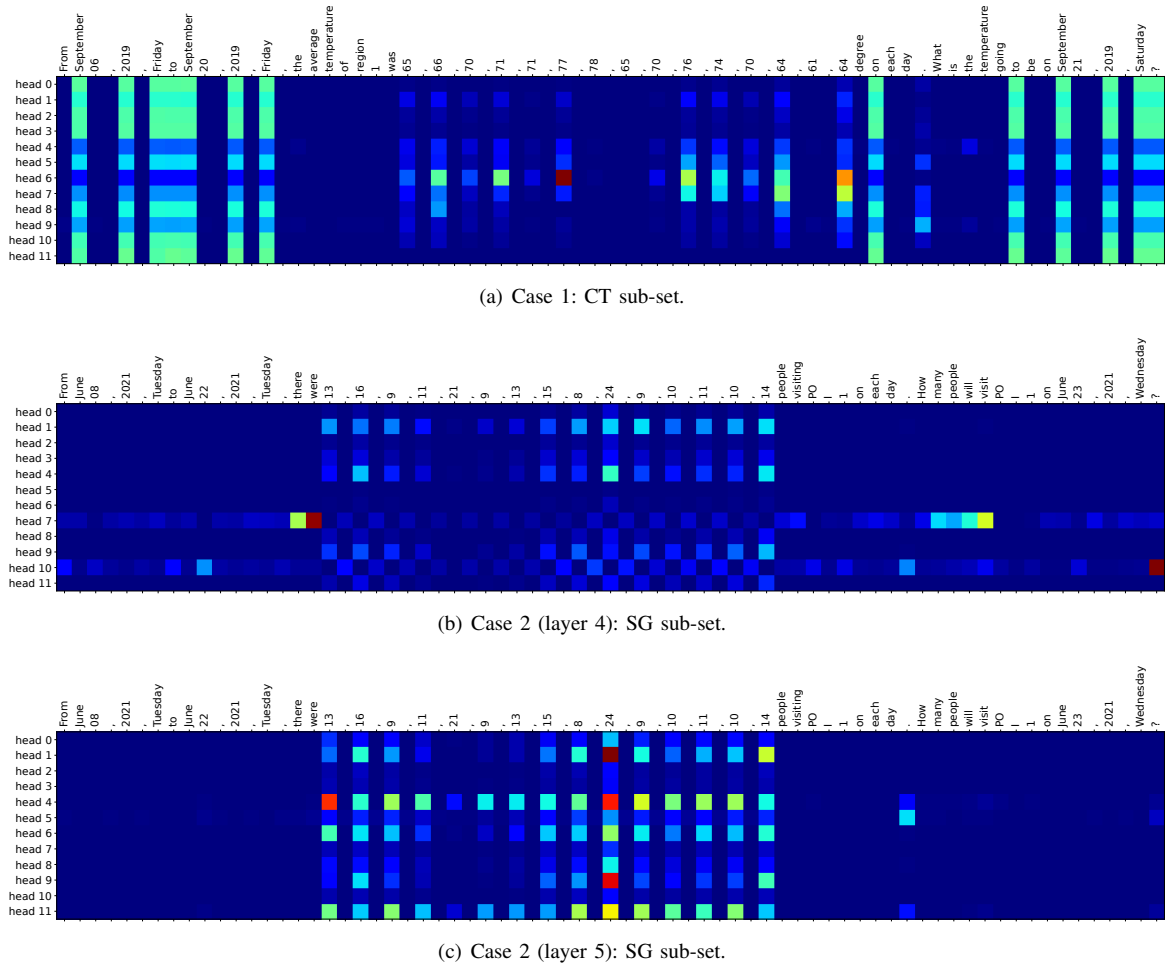 From September 06 , 2019 , Friday to September 20 , 2019 , Friday , the average temperature of region 1 was 65 , 66 , 70 , 71 , 71 , 77 , 78 , 65 , 70 , 76 , 74 , 70 , 64 , 61 , 64 degree on each day . What is the temperature going to be on September 21 , 2019 , Saturday ?
head 0
head 1
head 2
head 3
head 4
head 5
head 6
head 7
head 8
head 9
head 10
head 11
(a) Case 1: CT sub-set.
From June 08 , 2021 , Tuesday to June 22 , 2021 , Tuesday , there were 13 , 16 , 9 , 11 , 21 , 9 , 13 , 15 , 8 , 24 , 9 , 10 , 11 , 10 , 14 people visiting PO I 1 on each day . How many people will visit PO I 1 on June 23 , 2021 , Wednesday ?
head 0
head 1
head 2
head 3
head 4
head 5
head 6
head 7
head 8
head 9
head 10
head 11
(b) Case 2 (layer 4): SG sub-set.
From June 08 , 2021 , Tuesday to June 22 , 2021 , Tuesday , there were 13 , 16 , 9 , 11 , 21 , 9 , 13 , 15 , 8 , 24 , 9 , 10 , 11 , 10 , 14 people visiting PO I 1 on each day . How many people will visit PO I 1 on June 23 , 2021 , Wednesday ?
head 0
head 1
head 2
head 3
head 4
head 5
head 6
head 7
head 8
head 9
head 10
head 11
(c) Case 2 (layer 5): SG sub-set.